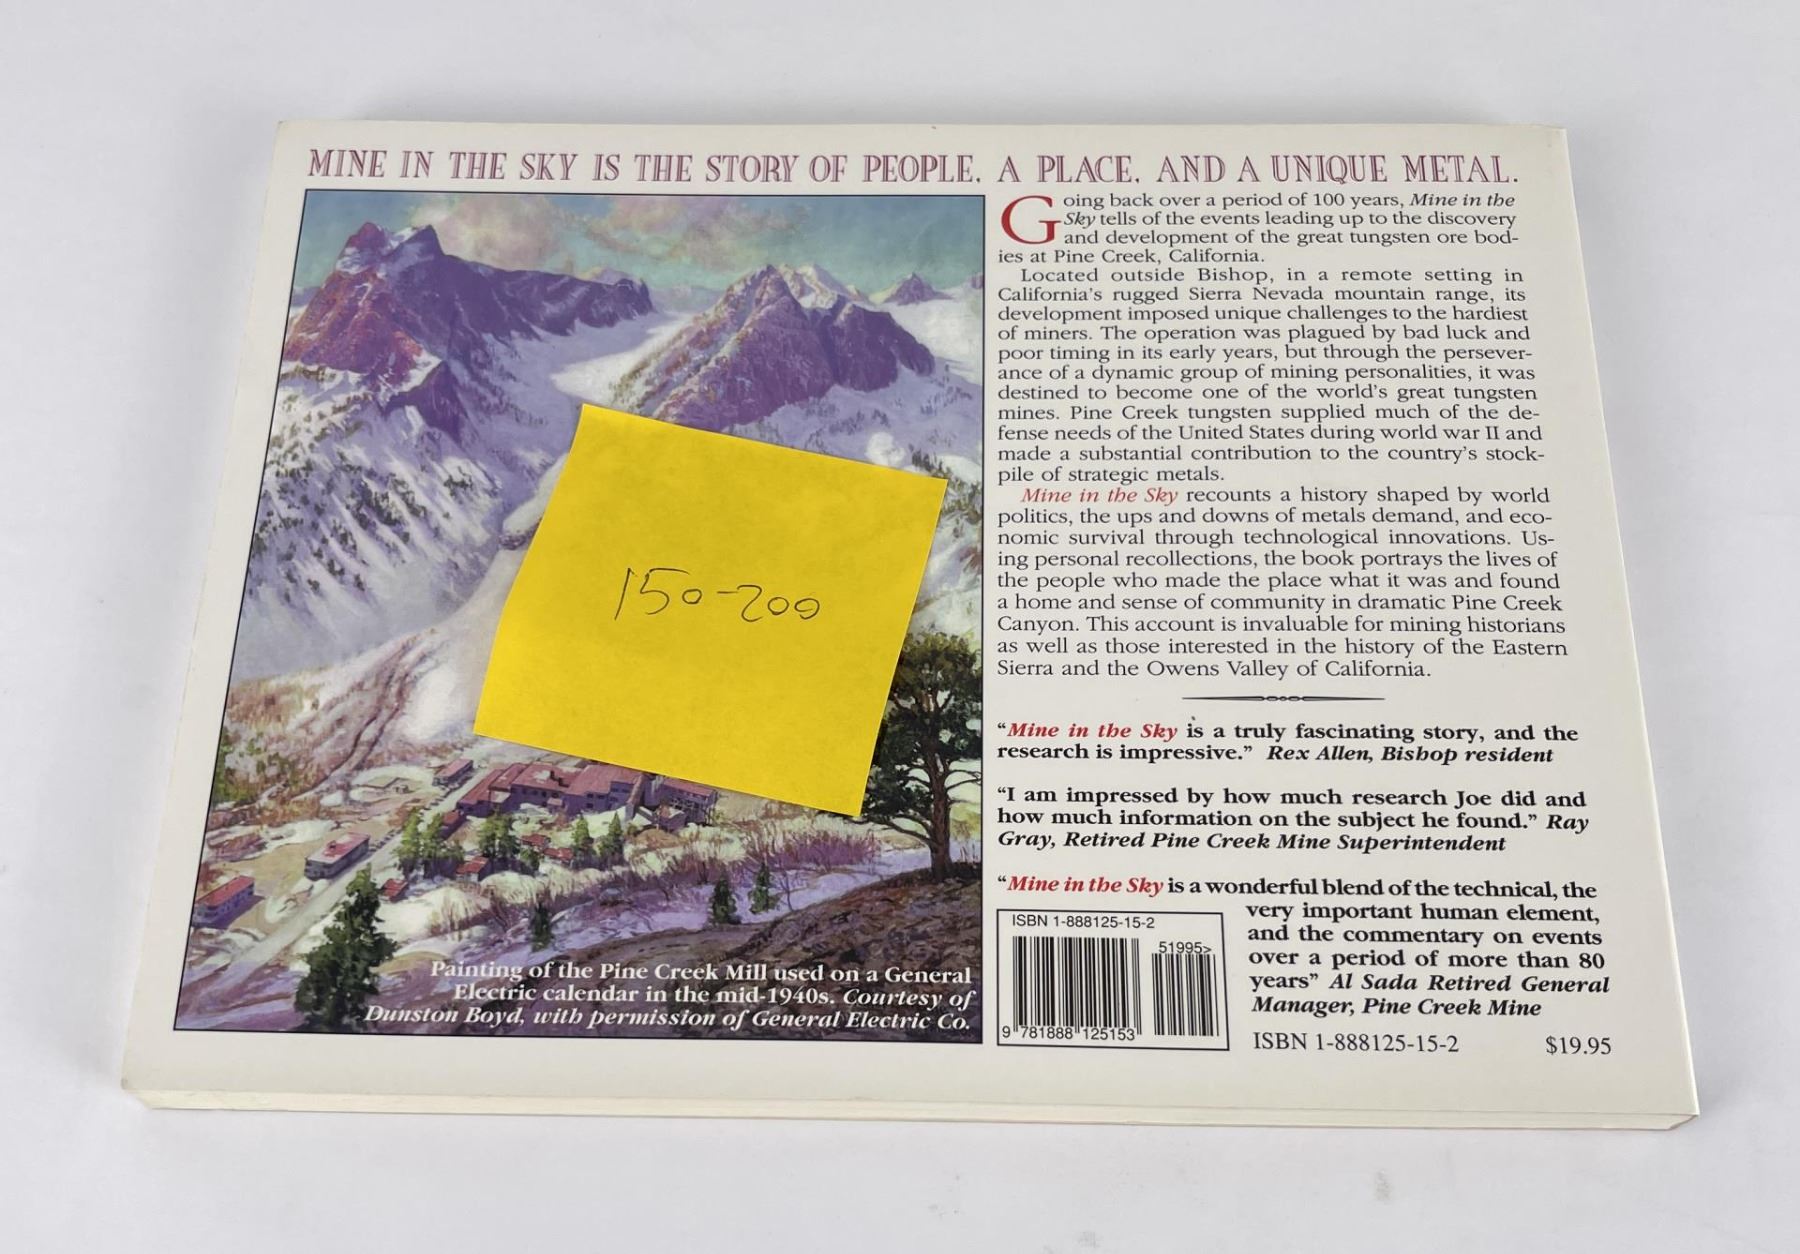 MINE IN THE SKY IS THE STORY OF PEOPLE, A PLACE, AND A UNIQUE METAL.
Going back over a period of 100 years, Mine in the
Sky tells of the events leading up to the discovery
and development of the great tungsten ore bod-
ies at Pine Creek, California.
Located outside Bishop, in a remote setting in
California's rugged Sierra Nevada mountain range, its
development imposed unique challenges to the hardiest
of miners. The operation was plagued by bad luck and
poor timing in its early years, but through the persever-
ance of a dynamic group of mining personalities, it was
destined to become one of the world's great tungsten
mines. Pine Creek tungsten supplied much of the de-
fense needs of the United States during world war II and
made a substantial contribution to the country's stock-
pile of strategic metals.
Mine in the Sky recounts a history shaped by world
politics, the ups and downs of metals demand, and eco-
nomic survival through technological innovations. Us-
ing personal recollections, the book portrays the lives of
the people who made the place what it was and found
a home and sense of community in dramatic Pine Creek
Canyon. This account is invaluable for mining historians
as well as those interested in the history of the Eastern
Sierra and the Owens Valley of California.
"Mine in the Sky is a truly fascinating story, and the
research is impressive." Rex Allen, Bishop resident
"I am impressed by how much research Joe did and
how much information on the subject he found." Ray
Gray, Retired Pine Creek Mine Superintendent
"Mine in the Sky is a wonderful blend of the technical, the
very important human element,
and the commentary on events
over a period of more than 80
years" Al Sada Retired General
Manager, Pine Creek Mine
ISBN 1-888125-15-2
51995>
9 781888 125153
ISBN 1-888125-15-2 $19.95
150-200
Painting of the Pine Creek Mill used on a General
Electric calendar in the mid-1940s. Courtesy of
Dunston Boyd, with permission of General Electric Co.